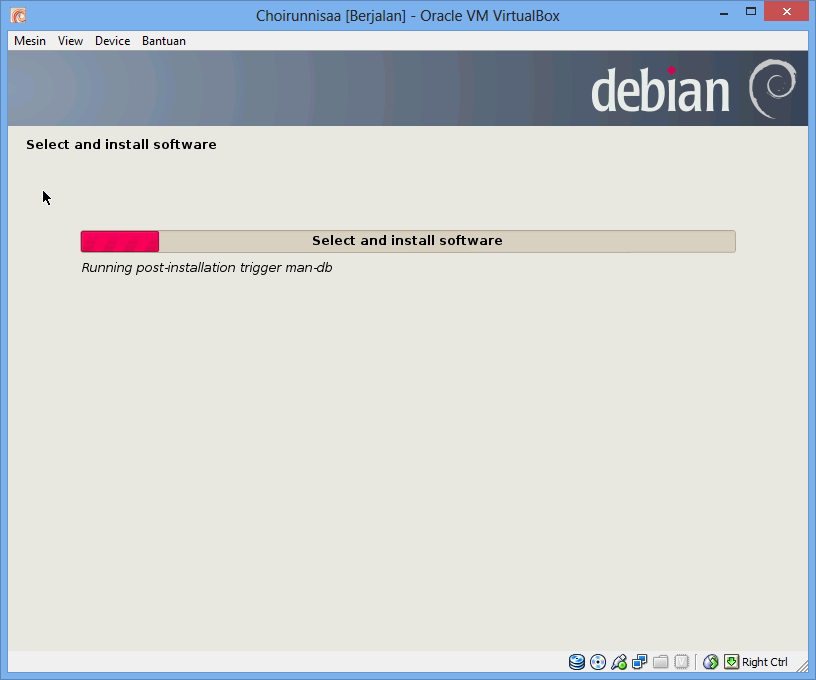 Choirunnisaa [Berjalan] - Oracle VM VirtualBox
Mesin View Device Bantuan
debian
Select and install software
Select and install software
Running post-installation trigger man-db
Right Ctrl